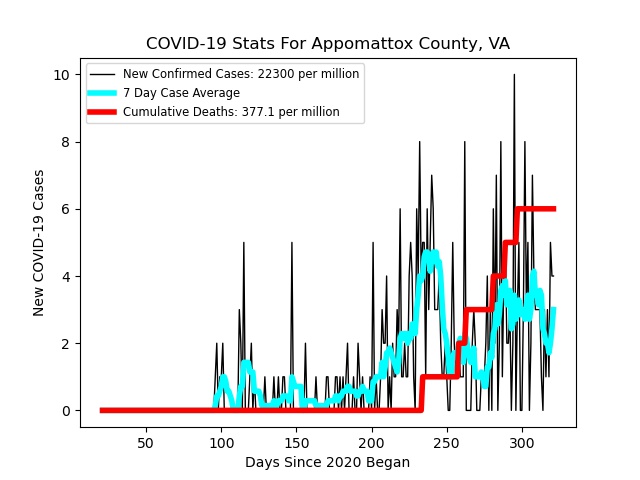 COVID-19 Stats For Appomattox County, VA
New Confirmed Cases: 22300 per million
7 Day Case Average
Cumulative Deaths: 377.1 per million
New COVID-19 Cases
10
8
6
4
2
0
50 100 150 200 250 300
Days Since 2020 Began